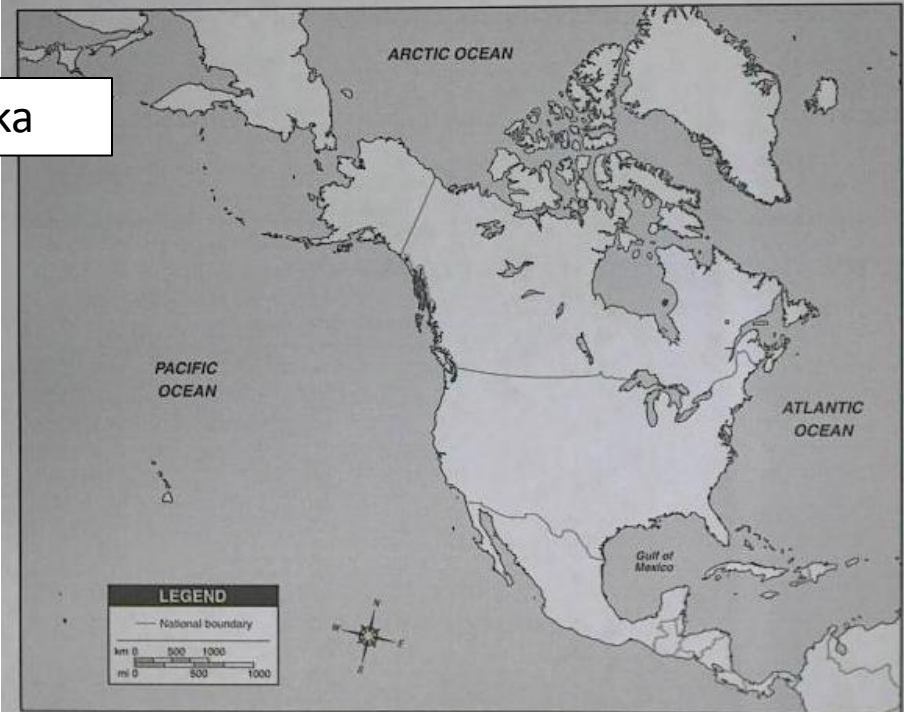 ARCTIC OCEAN
ka
PACIFIC
OCEAN
ATLANTIC
OCEAN
Gulf of
Mexico
LEGEND
National boundary
km 0 500 1000
mi 0 500 1000
N
W E
S